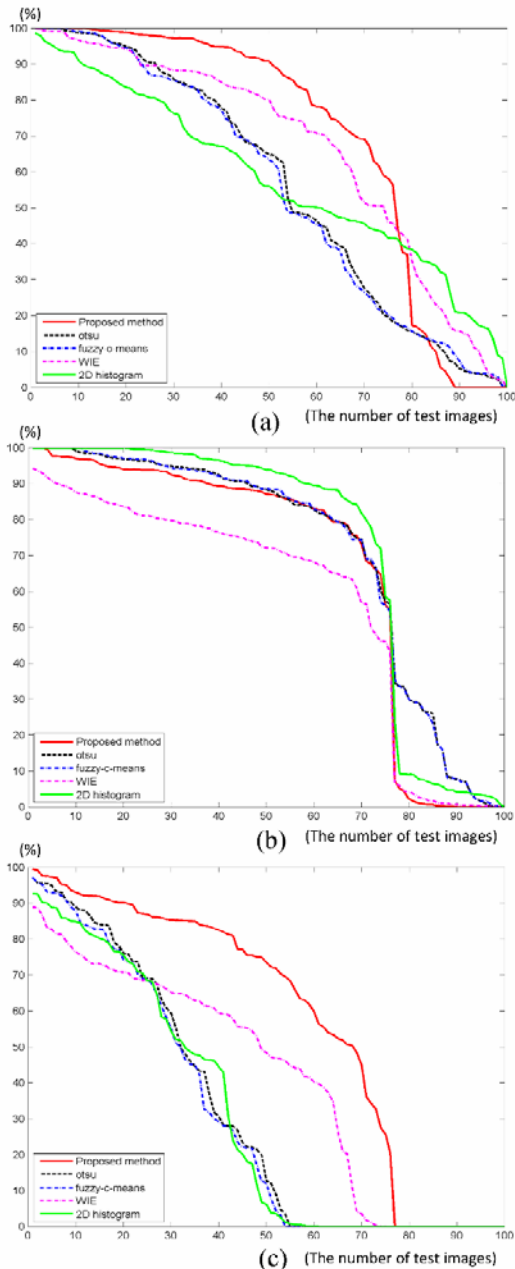 (%)
100
90
80
70
60
50
40
30
20
10
0
Proposed method
otsu
fuzzy-o-means
WIE
2D histogram
0 10 20 30 40 50 60 70 80 90 100
(a) (The number of test images)
(%)
100
90
80
70
60
50
40
30
20
10
0
Proposed method
otsu
fuzzy-c-means
WIE
2D histogram
0 10 20 30 40 50 60 70 80 90 100
(b) (The number of test images)
(%)
100
90
80
70
60
50
40
30
20
10
0
Proposed method
otsu
fuzzy-c-means
WIE
2D histogram
0 10 20 30 40 50 60 70 80 90 100
(c) (The number of test images)